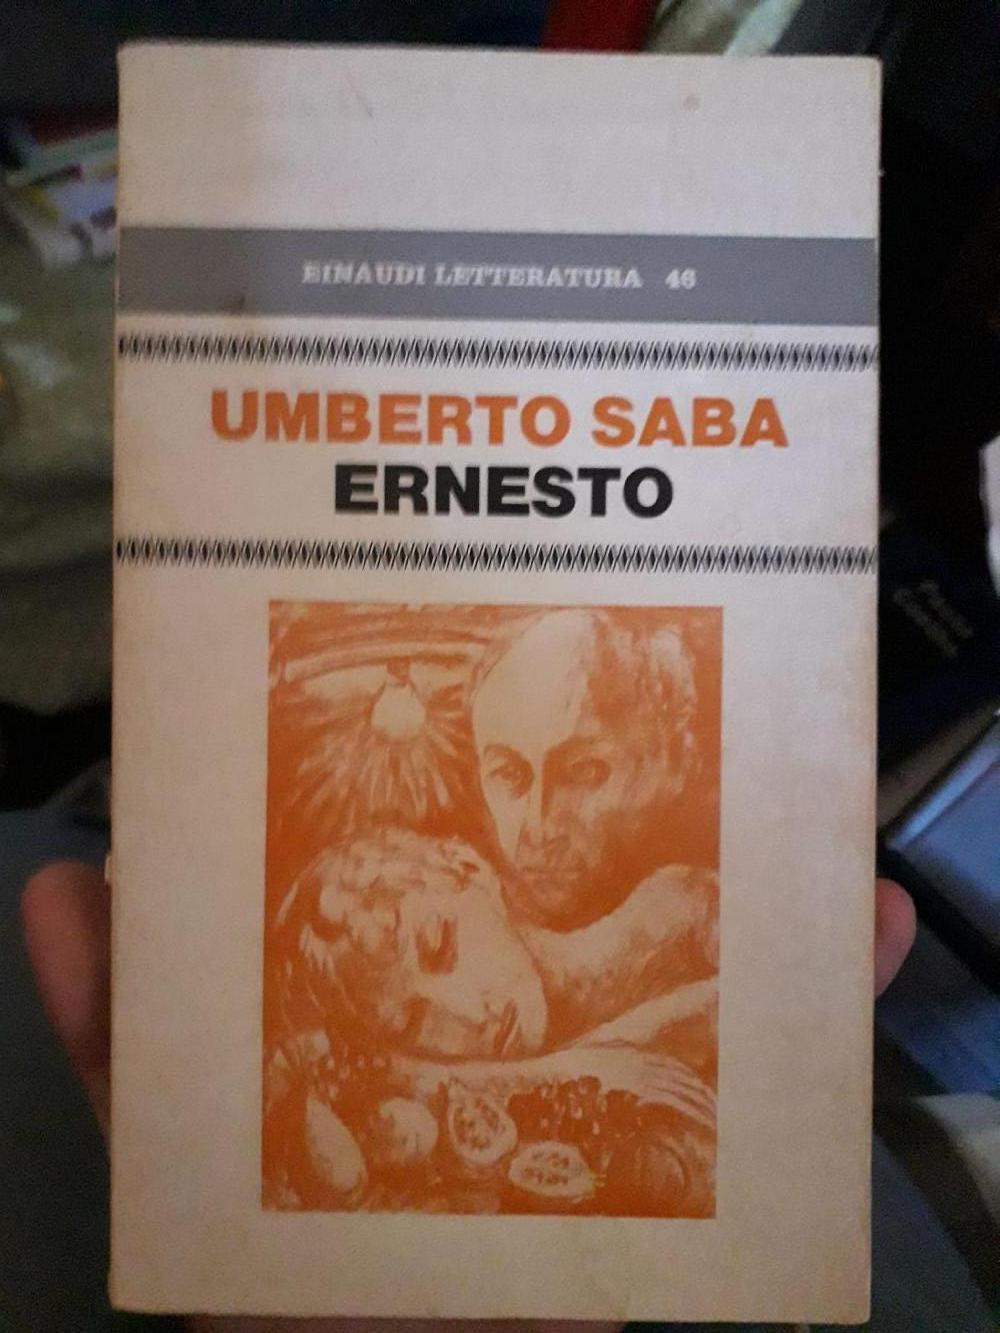 EINAUDI LETTERATURA 46
UMBERTO SABA
ERNESTO